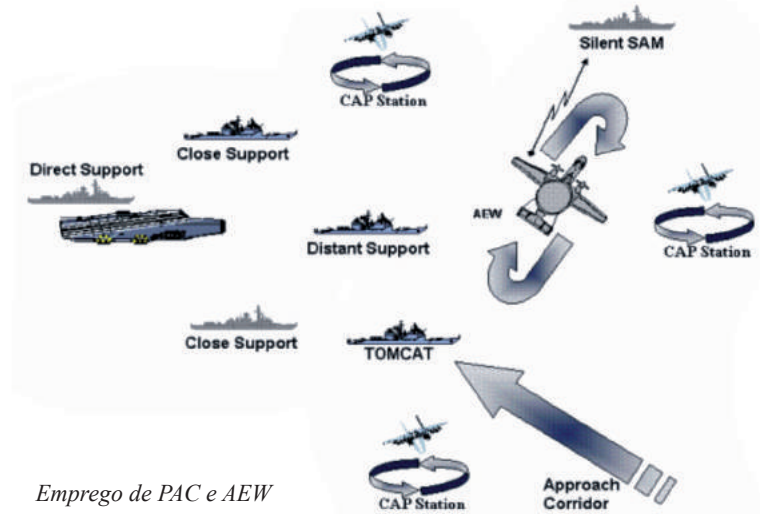 Silent SAM
CAP Station
Close Support
Direct Support
AEW
Distant Support
CAP Station
Close Support
TOMCAT
Approach
Corridor
CAP Station
Emprego de PAC e AEW